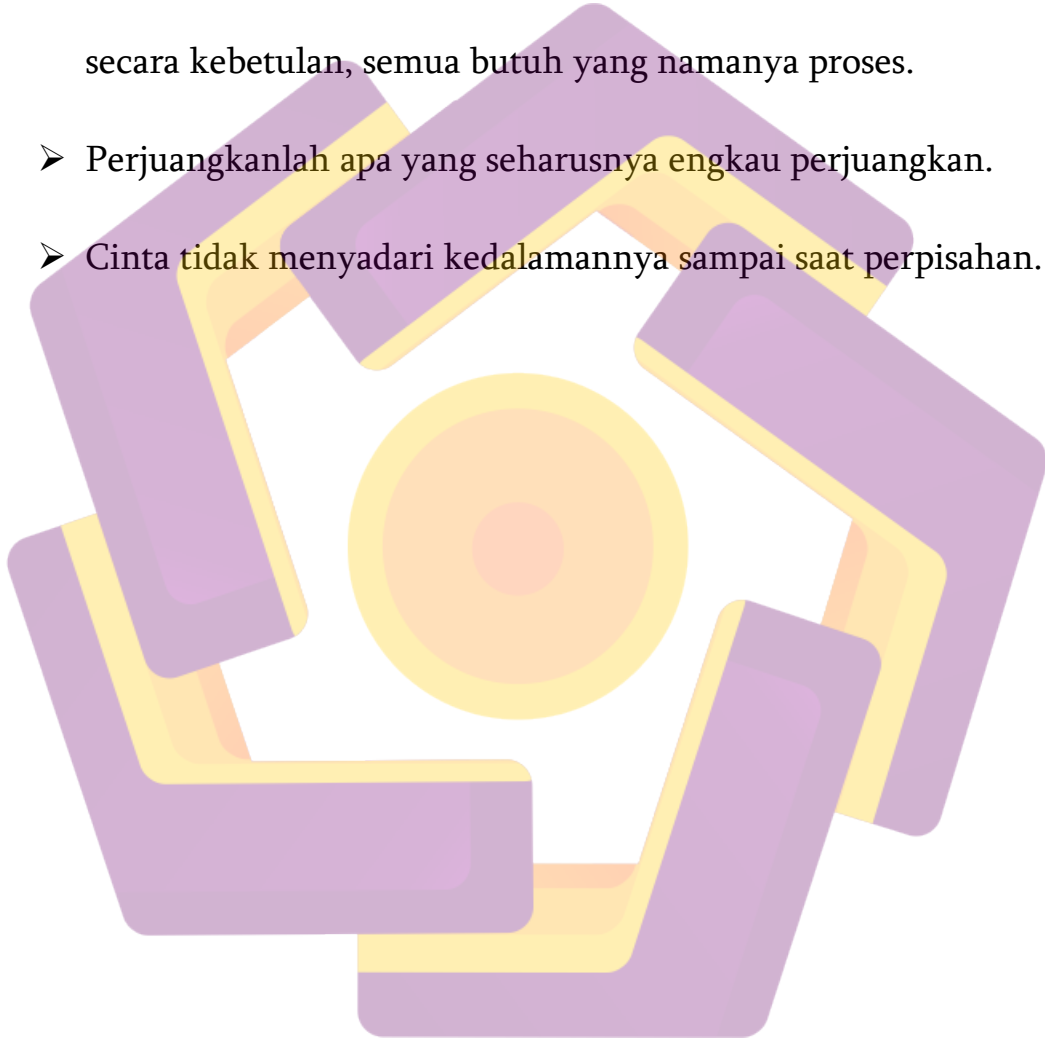 secara kebetulan, semua butuh yang namanya proses.
➢ Perjuangkanlah apa yang seharusnya engkau perjuangkan.
➢ Cinta tidak menyadari kedalamannya sampai saat perpisahan.